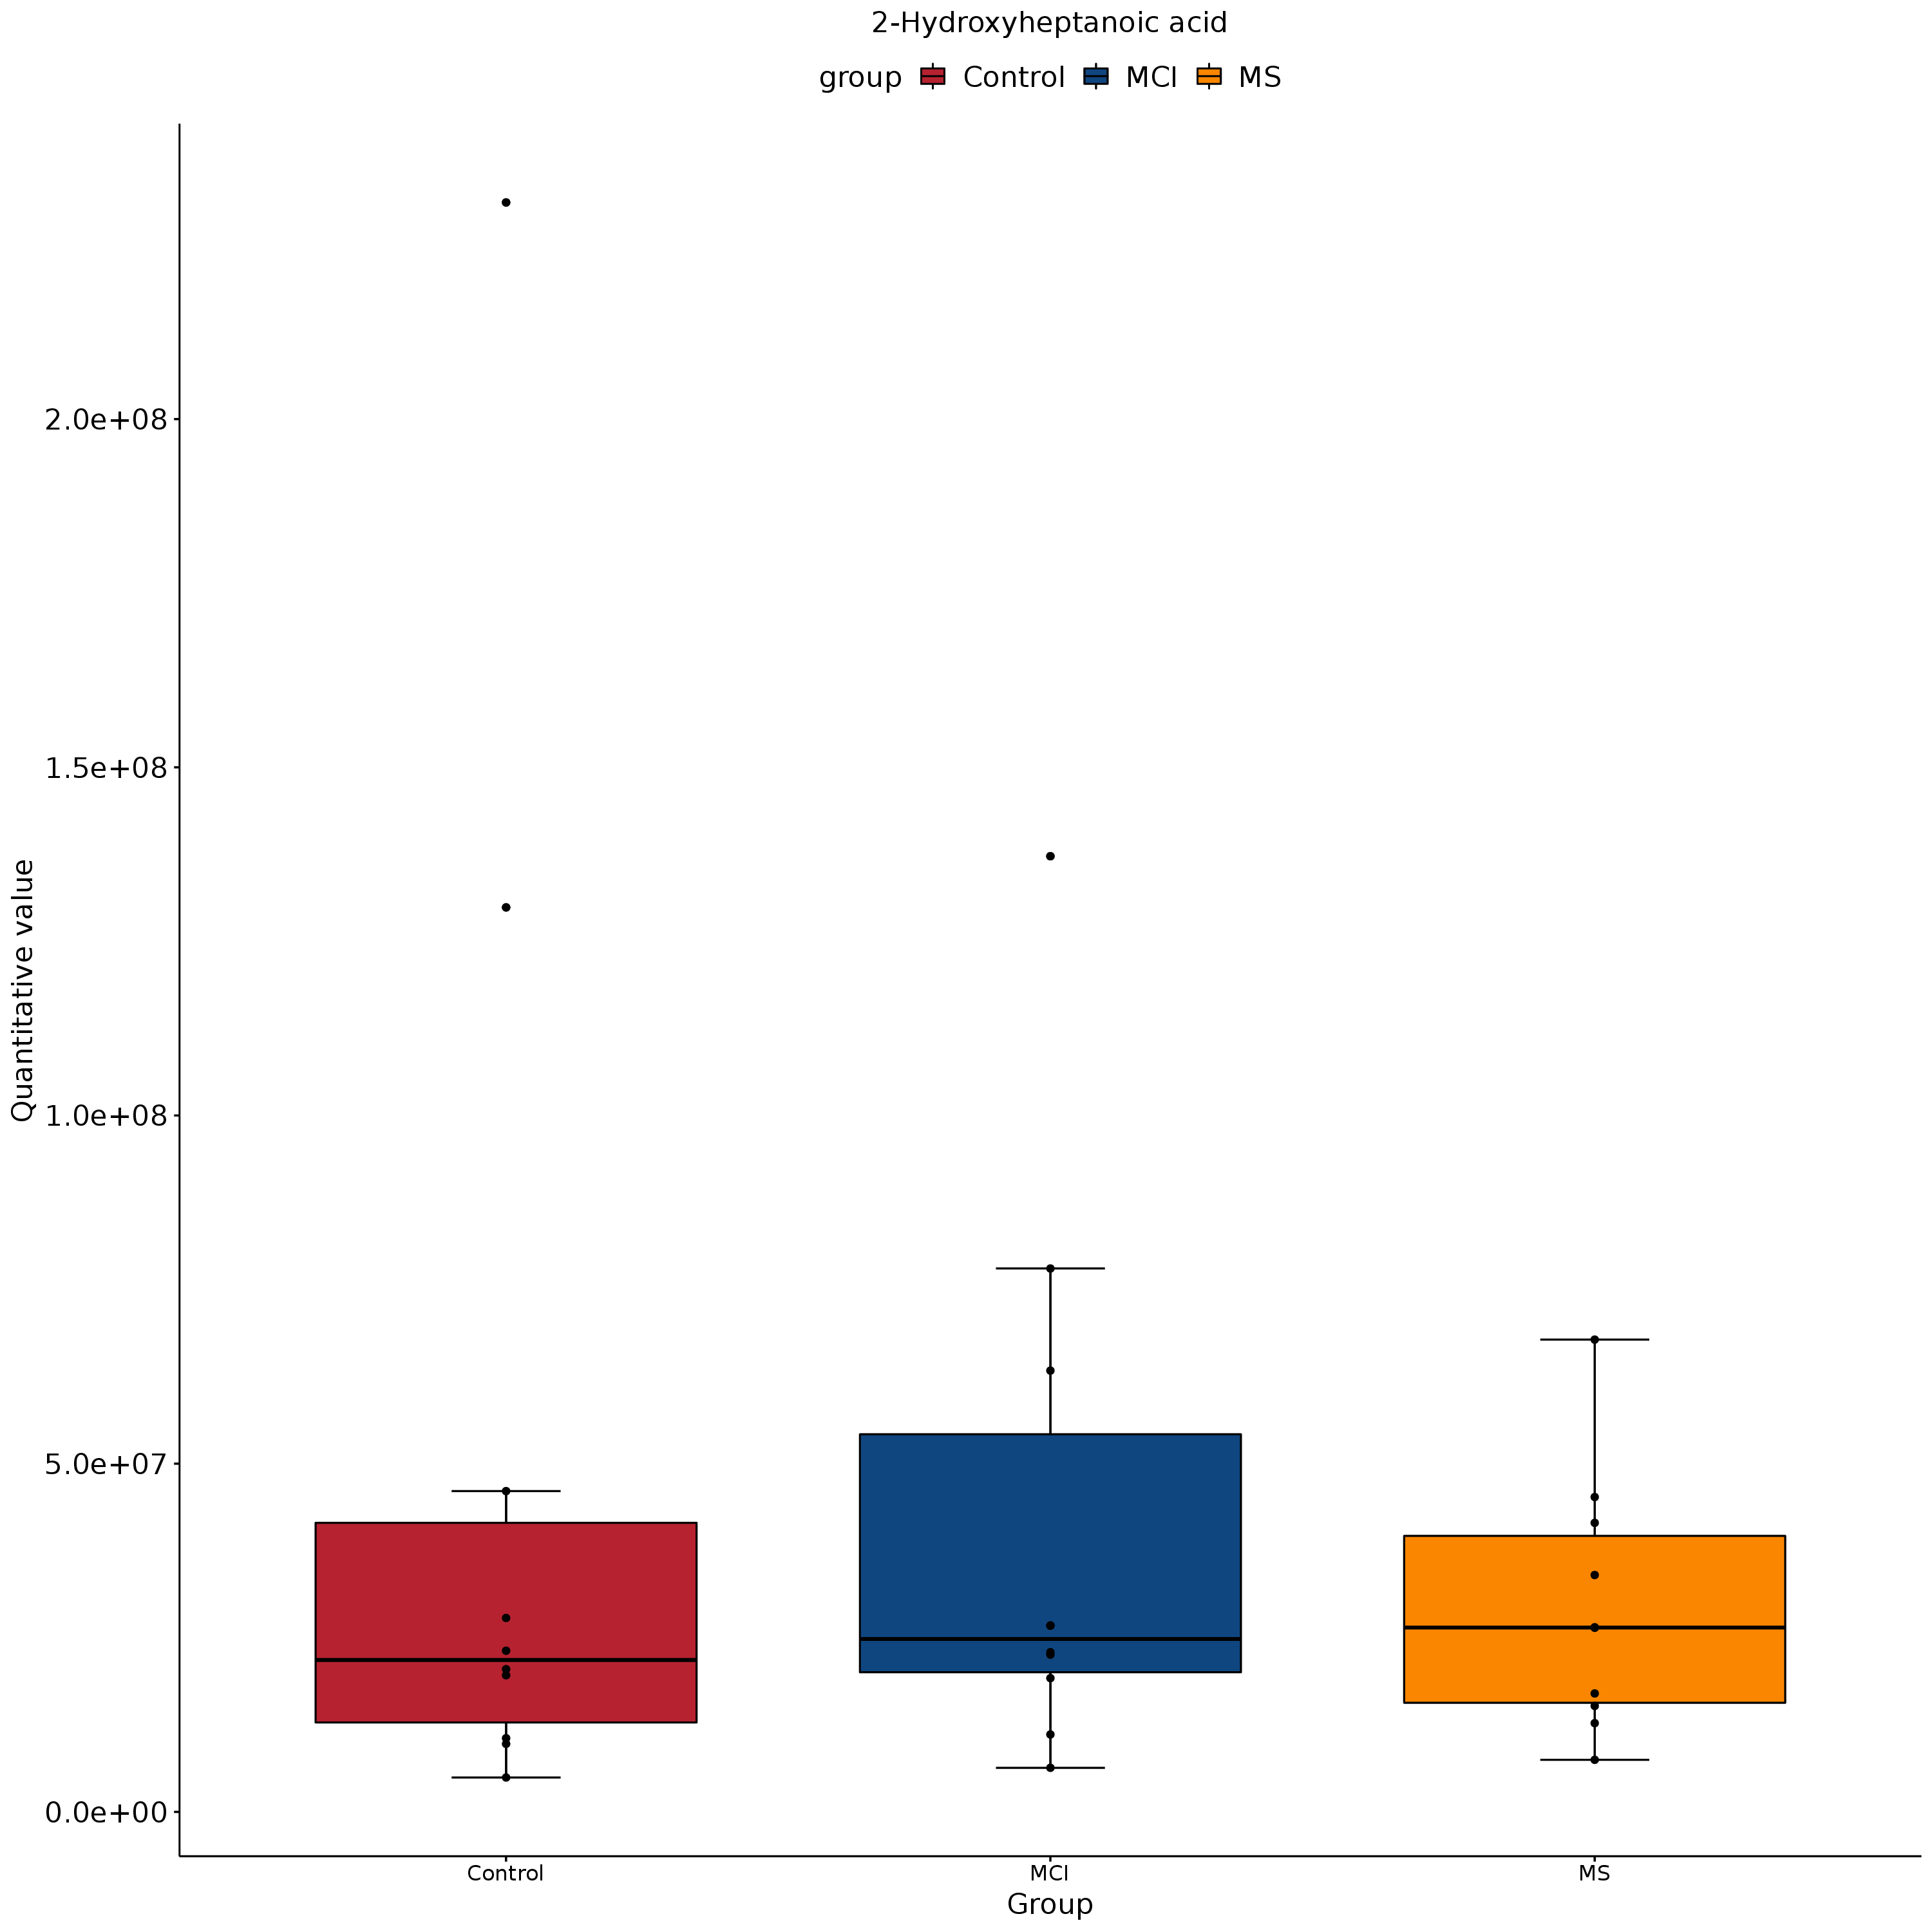 2-Hydroxyheptanoic acid
group Control MCI MS
2.0e+08
1.5e+08
1.0e+08
5.0e+07
0.0e+00
Quantitative value
Control MCI MS
Group